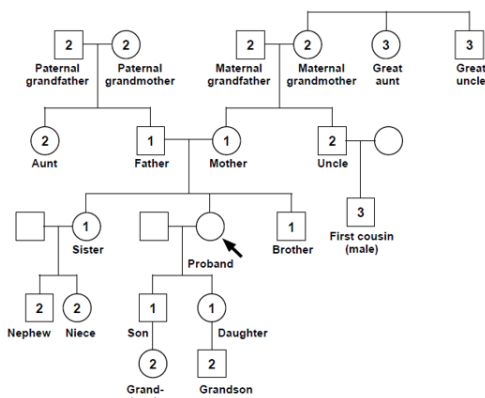 2 2 2 2 3 3
Paternal grandfather
Paternal grandmother
Maternal grandfather
Maternal grandmother
Great aunt
Great uncle
2 1 1 2
Aunt Father Mother Uncle
1 1 3
Sister
Proband
Brother
First cousin
(male)
2 2 1 1
Nephew Niece Son Daughter
2 2
Grand- Grandson